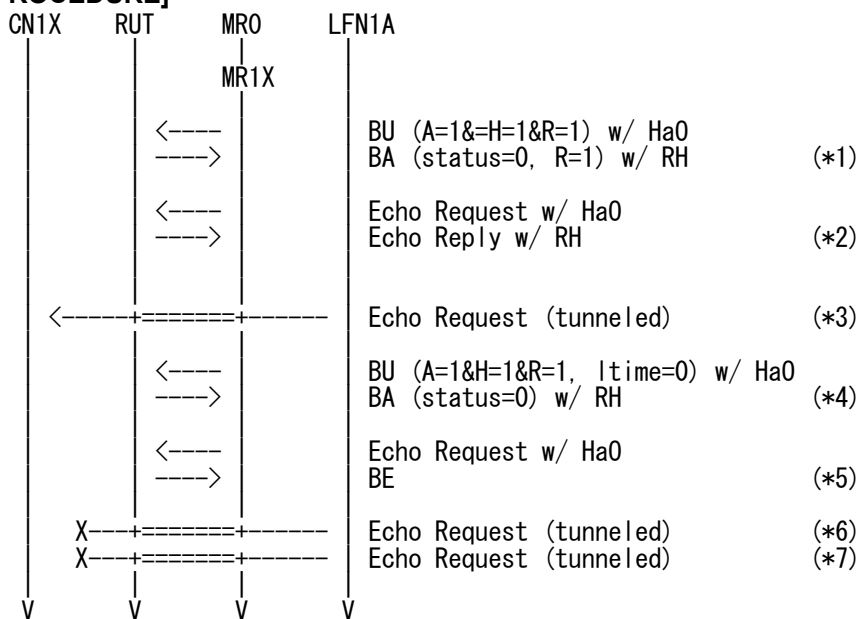 CN1X RUT MR0 LFN1A
MR1X
<---- BU (A=1&=H=1&R=1) w/ HaO
----> BA (status=0, R=1) w/ RH (*1)
<---- Echo Request w/ HaO
----> Echo Reply w/ RH (*2)
<-----+=======+------ Echo Request (tunneled) (*3)
<---- BU (A=1&H=1&R=1, ltime=0) w/ HaO
----> BA (status=0) w/ RH (*4)
<---- Echo Request w/ HaO
----> BE (*5)
X---+=======+------ Echo Request (tunneled) (*6)
X---+=======+------ Echo Request (tunneled) (*7)
V V V V